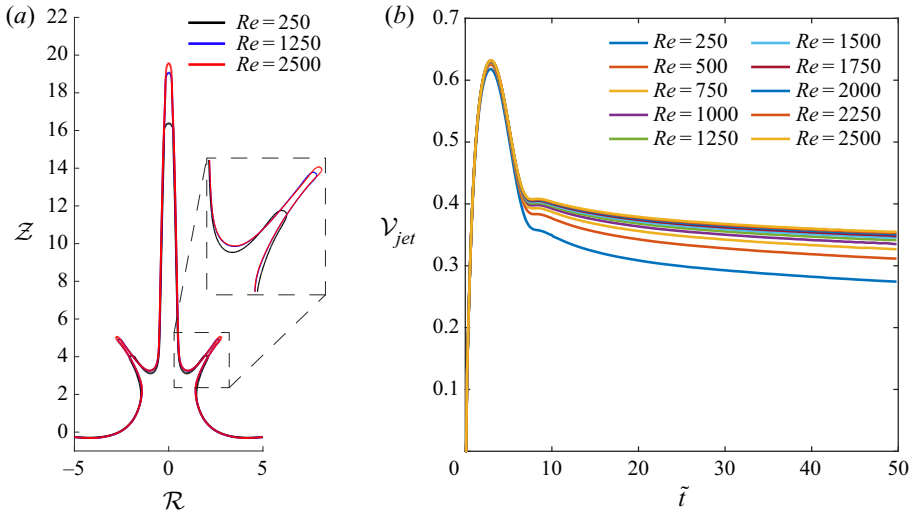 (a)
22
20
18
16
14
12
10
8
6
4
2
0
−5
0
5
𝒵
ℛ
Re = 250
Re = 1250
Re = 2500
(b)
0.7
0.6
0.5
0.4
0.3
0.2
0.1
0
10
20
30
40
50
𝒱jet
t̃
Re = 250
Re = 500
Re = 750
Re = 1000
Re = 1250
Re = 1500
Re = 1750
Re = 2000
Re = 2250
Re = 2500